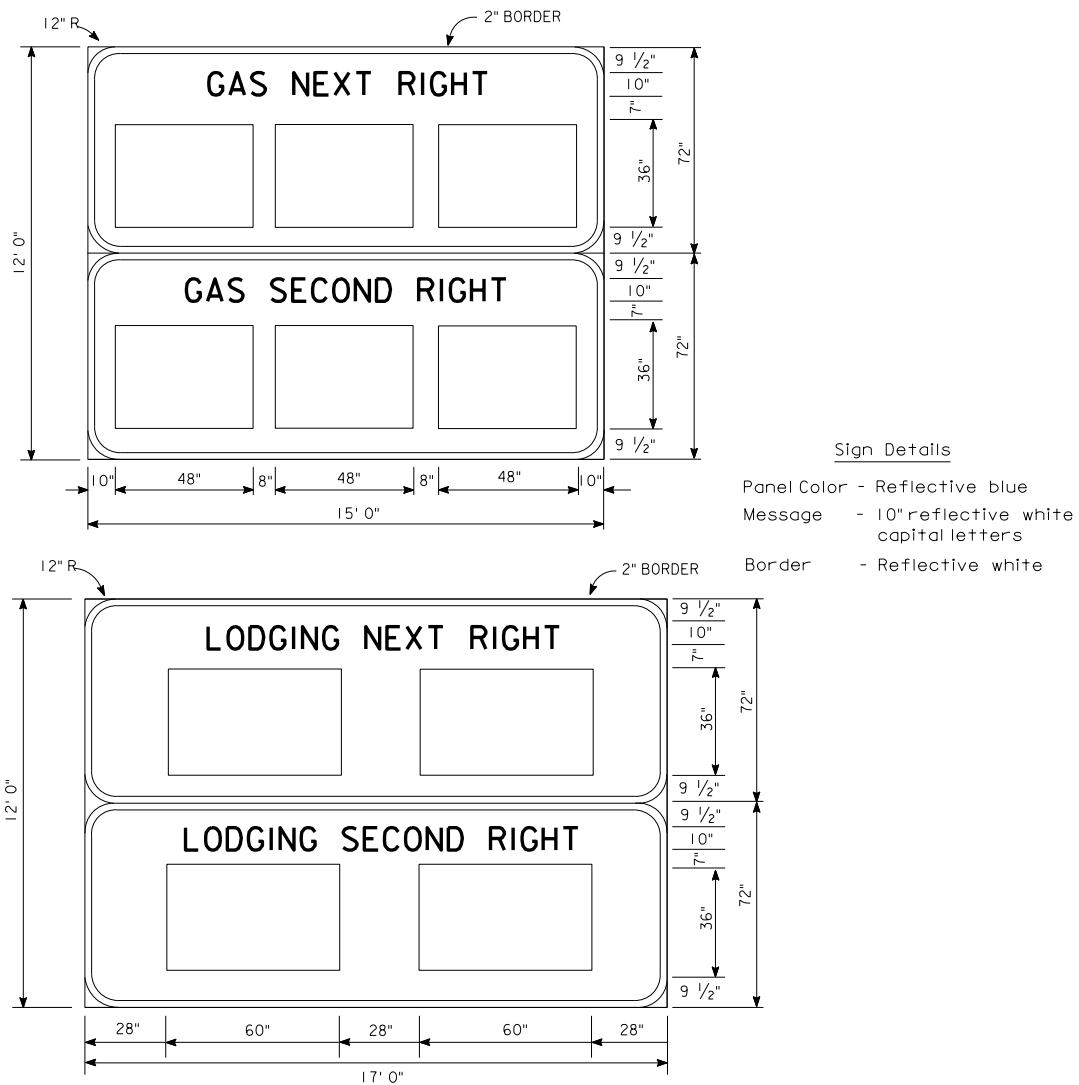 12" R
2" BORDER
GAS NEXT RIGHT
9 1/2"
10"
7"
36"
72"
9 1/2"
12' 0"
GAS SECOND RIGHT
9 1/2"
10"
7"
36"
72"
9 1/2"
10" 48" 8" 48" 8" 48" 10"
15' 0"
Sign Details
Panel Color - Reflective blue
Message - 10" reflective white
capital letters
Border - Reflective white
12" R
2" BORDER
LODGING NEXT RIGHT
9 1/2"
10"
7"
36"
72"
9 1/2"
12' 0"
LODGING SECOND RIGHT
9 1/2"
10"
7"
36"
72"
9 1/2"
28" 60" 28" 60" 28"
17' 0"